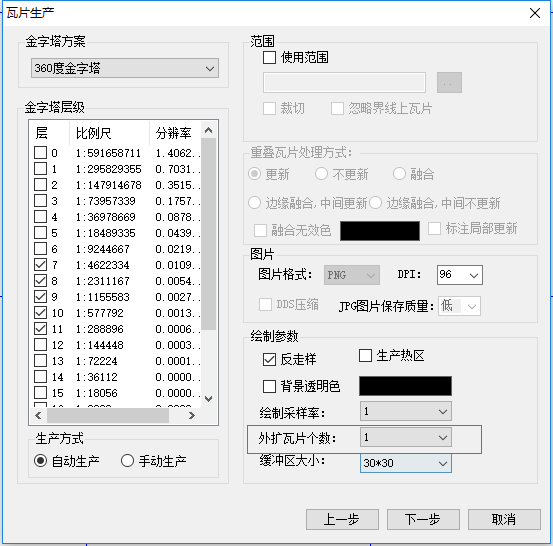 瓦片生产
金字塔方案
360度金字塔
金字塔层级
层 比例尺 分辨率
0 1:591658711 1.4062..
1 1:295829355 0.7031..
2 1:147914678 0.3515..
3 1:73957339 0.1757..
4 1:36978669 0.0878..
5 1:18489335 0.0439..
6 1:9244667 0.0219..
7 1:4622334 0.0109..
8 1:2311167 0.0054..
9 1:1155583 0.0027..
10 1:577792 0.0013..
11 1:288896 0.0006..
12 1:144448 0.0003..
13 1:72224 0.0001..
14 1:36112 0.0000..
15 1:18056 0.0000..
生产方式
自动生产 手动生产
范围
使用范围
..
裁切 忽略界线上瓦片
重叠瓦片处理方式:
更新 不更新 融合
边缘融合,中间更新 边缘融合,中间不更新
融合无效色 标注局部更新
图片
图片格式: PNG DPI: 96
DDS压缩 JPG图片保存质量: 低
绘制参数
反走样 生产热区
背景透明色
绘制采样率: 1
外扩瓦片个数: 1
缓冲区大小: 30*30
上一步 下一步 取消